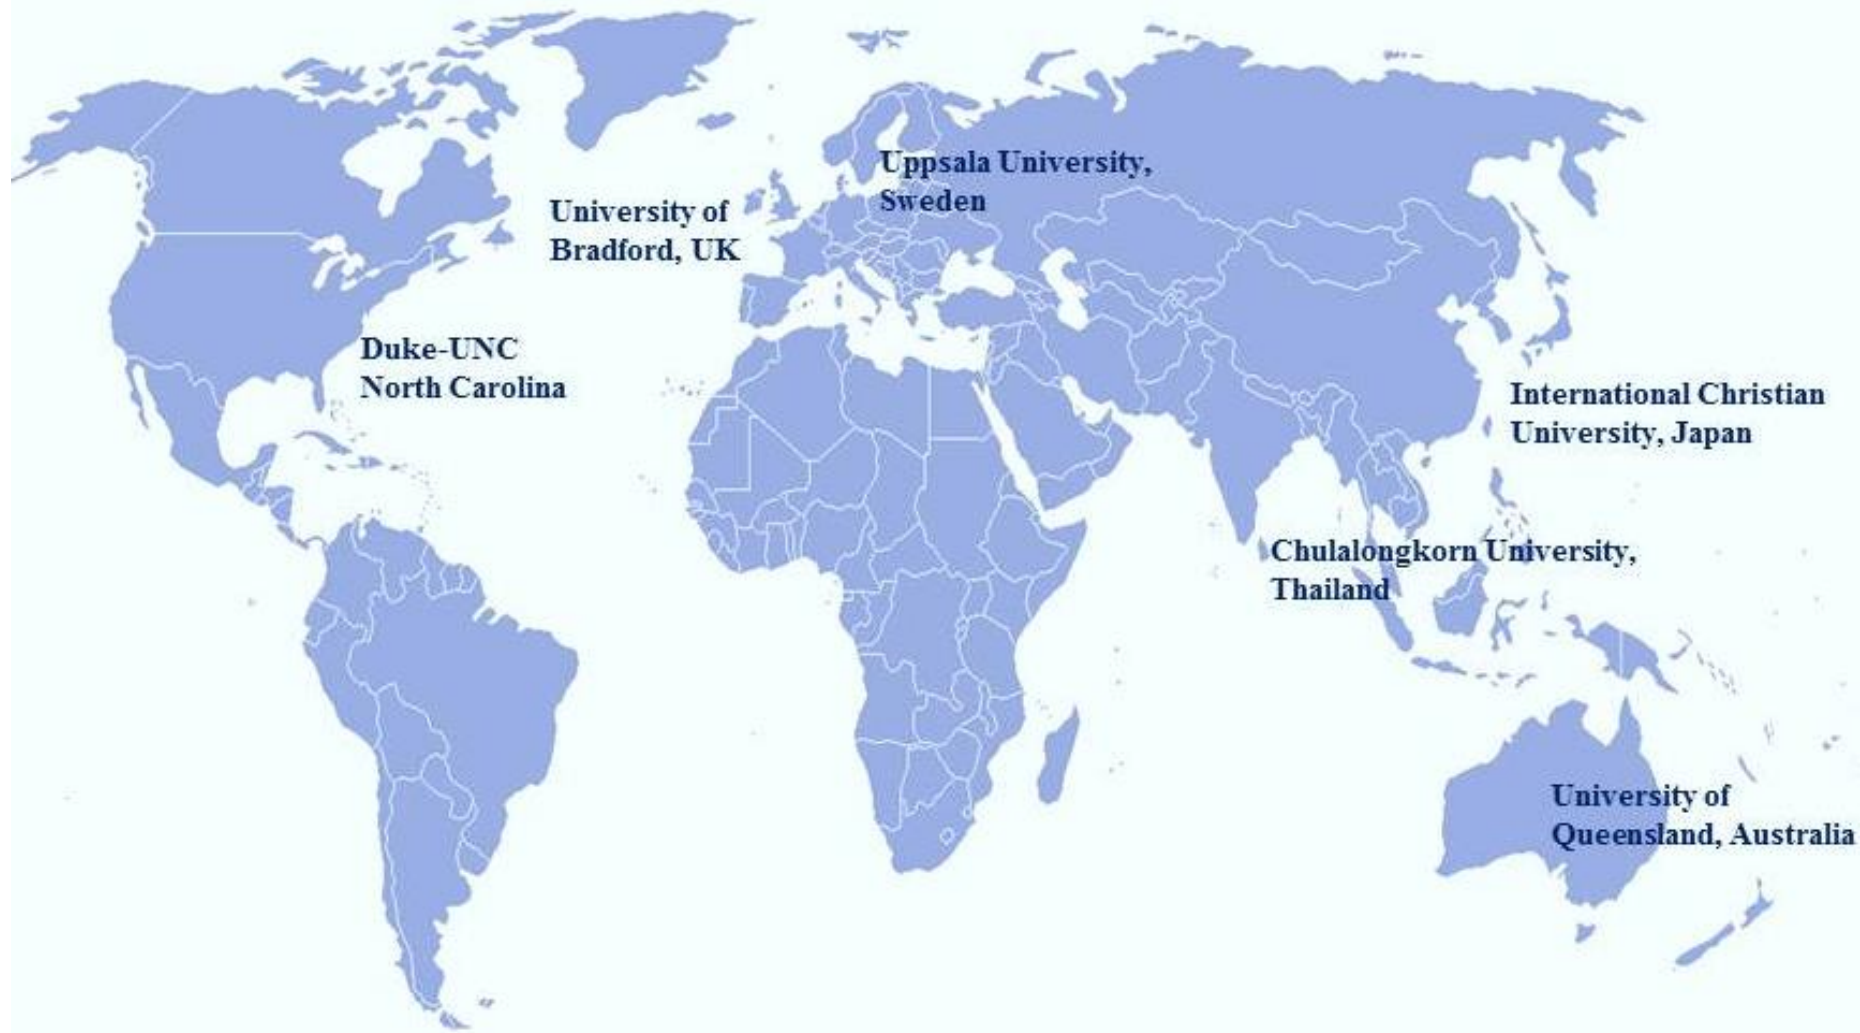 Uppsala University,
Sweden
University of
Bradford, UK
Duke-UNC
North Carolina
International Christian
University, Japan
Chulalongkorn University,
Thailand
University of
Queensland, Australia